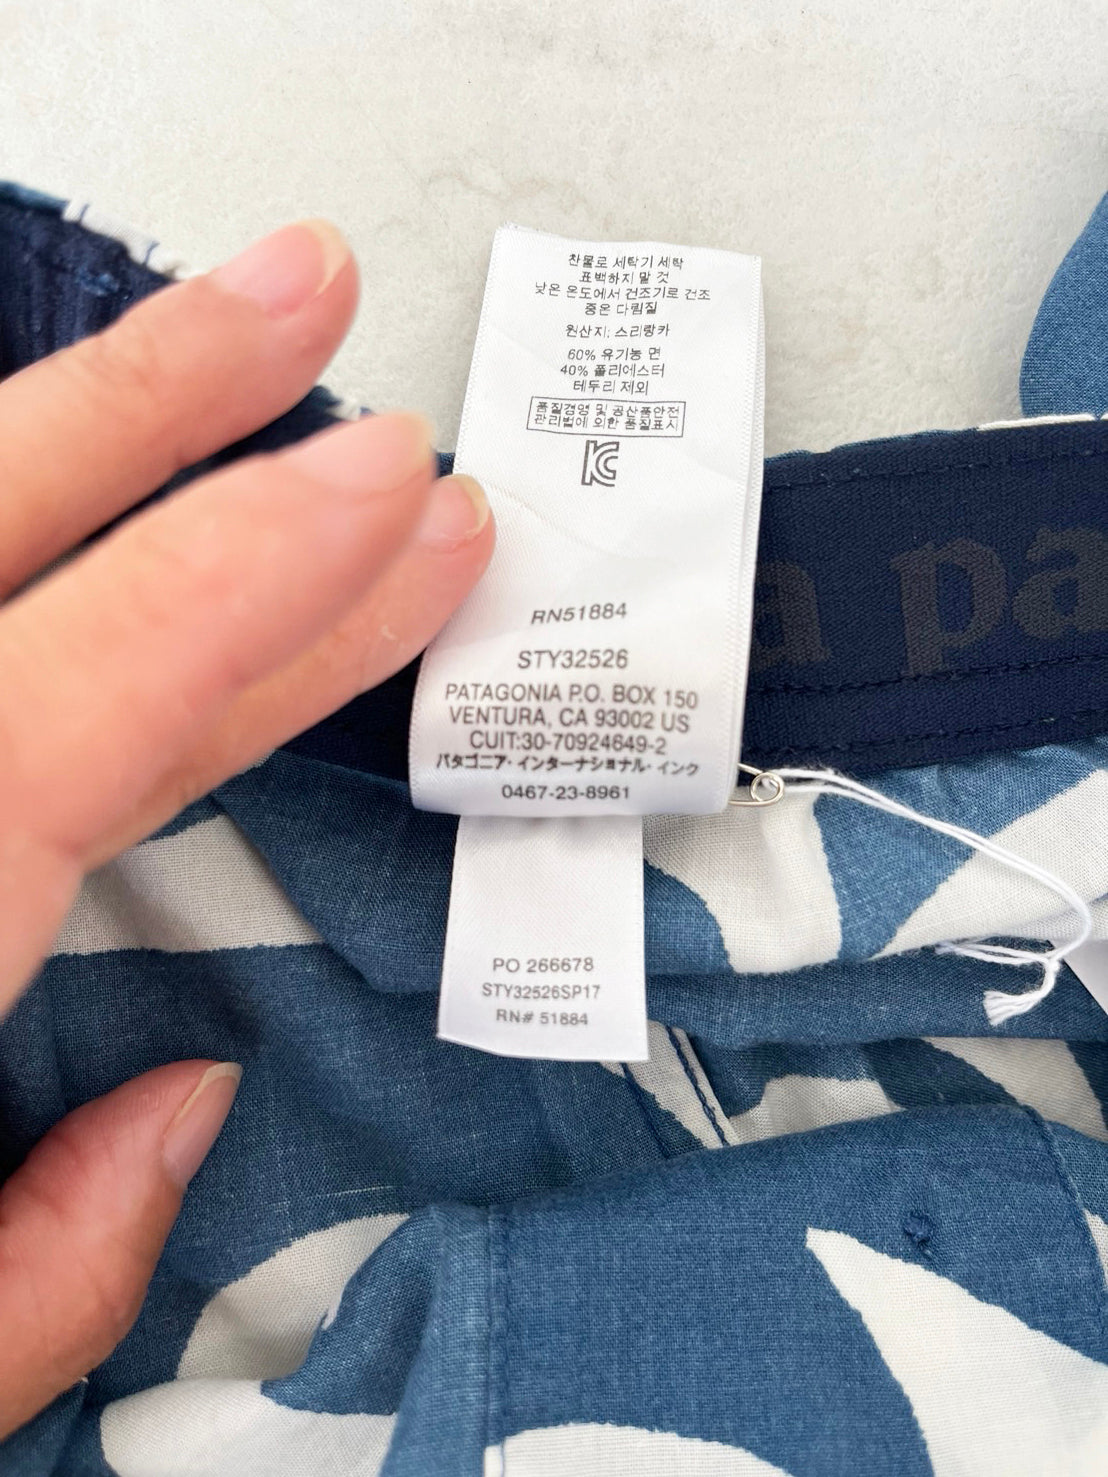 찬물로 세탁기 세탁
표백하지 말 것
낮은 온도에서 건조기로 건조
중온 다림질
원산지: 스리랑카
60% 유기농 면
40% 폴리에스터
테두리 제외
품질경영 및 공산품안전
관리법에 의한 품질표시
KC
RN51884
STY32526
PATAGONIA P.O. BOX 150
VENTURA, CA 93002 US
CUIT:30-70924649-2
パタゴニア・インターナショナル・インク
0467-23-8961
a pa
PO 266678
STY32526SP17
RN# 51884